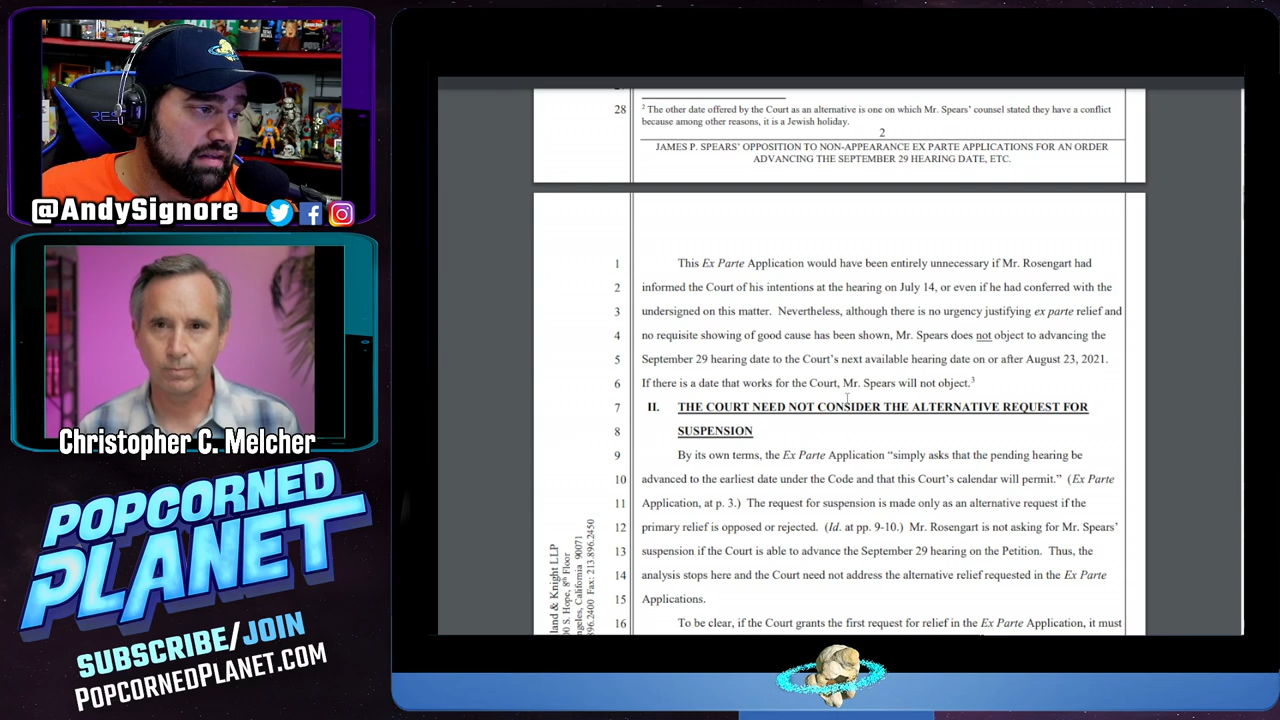 @AndySignore
Christopher C. Melcher
POPCORNED
PLANET
SUBSCRIBE/JOIN
POPCORNEDPLANET.COM
28
2 The other date offered by the Court as an alternative is one on which Mr. Spears' counsel stated they have a conflict
because among other reasons, it is a Jewish holiday.
2
JAMES P. SPEARS' OPPOSITION TO NON-APPEARANCE EX PARTE APPLICATIONS FOR AN ORDER
ADVANCING THE SEPTEMBER 29 HEARING DATE, ETC.
1 This Ex Parte Application would have been entirely unnecessary if Mr. Rosengart had
2 informed the Court of his intentions at the hearing on July 14, or even if he had conferred with the
3 undersigned on this matter. Nevertheless, although there is no urgency justifying ex parte relief and
4 no requisite showing of good cause has been shown, Mr. Spears does not object to advancing the
5 September 29 hearing date to the Court's next available hearing date on or after August 23, 2021.
6 If there is a date that works for the Court, Mr. Spears will not object.3
7 II. THE COURT NEED NOT CONSIDER THE ALTERNATIVE REQUEST FOR
8 SUSPENSION
9 By its own terms, the Ex Parte Application "simply asks that the pending hearing be
10 advanced to the earliest date under the Code and that this Court's calendar will permit." (Ex Parte
11 Application, at p. 3.) The request for suspension is made only as an alternative request if the
12 primary relief is opposed or rejected. (Id. at pp. 9-10.) Mr. Rosengart is not asking for Mr. Spears'
13 suspension if the Court is able to advance the September 29 hearing on the Petition. Thus, the
14 analysis stops here and the Court need not address the alternative relief requested in the Ex Parte
15 Applications.
16 To be clear, if the Court grants the first request for relief in the Ex Parte Application, it must
land & Knight LLP
0 S. Hope, 8th Floor
ngeles, California 90071
96.2400 Fax: 213.896.2450